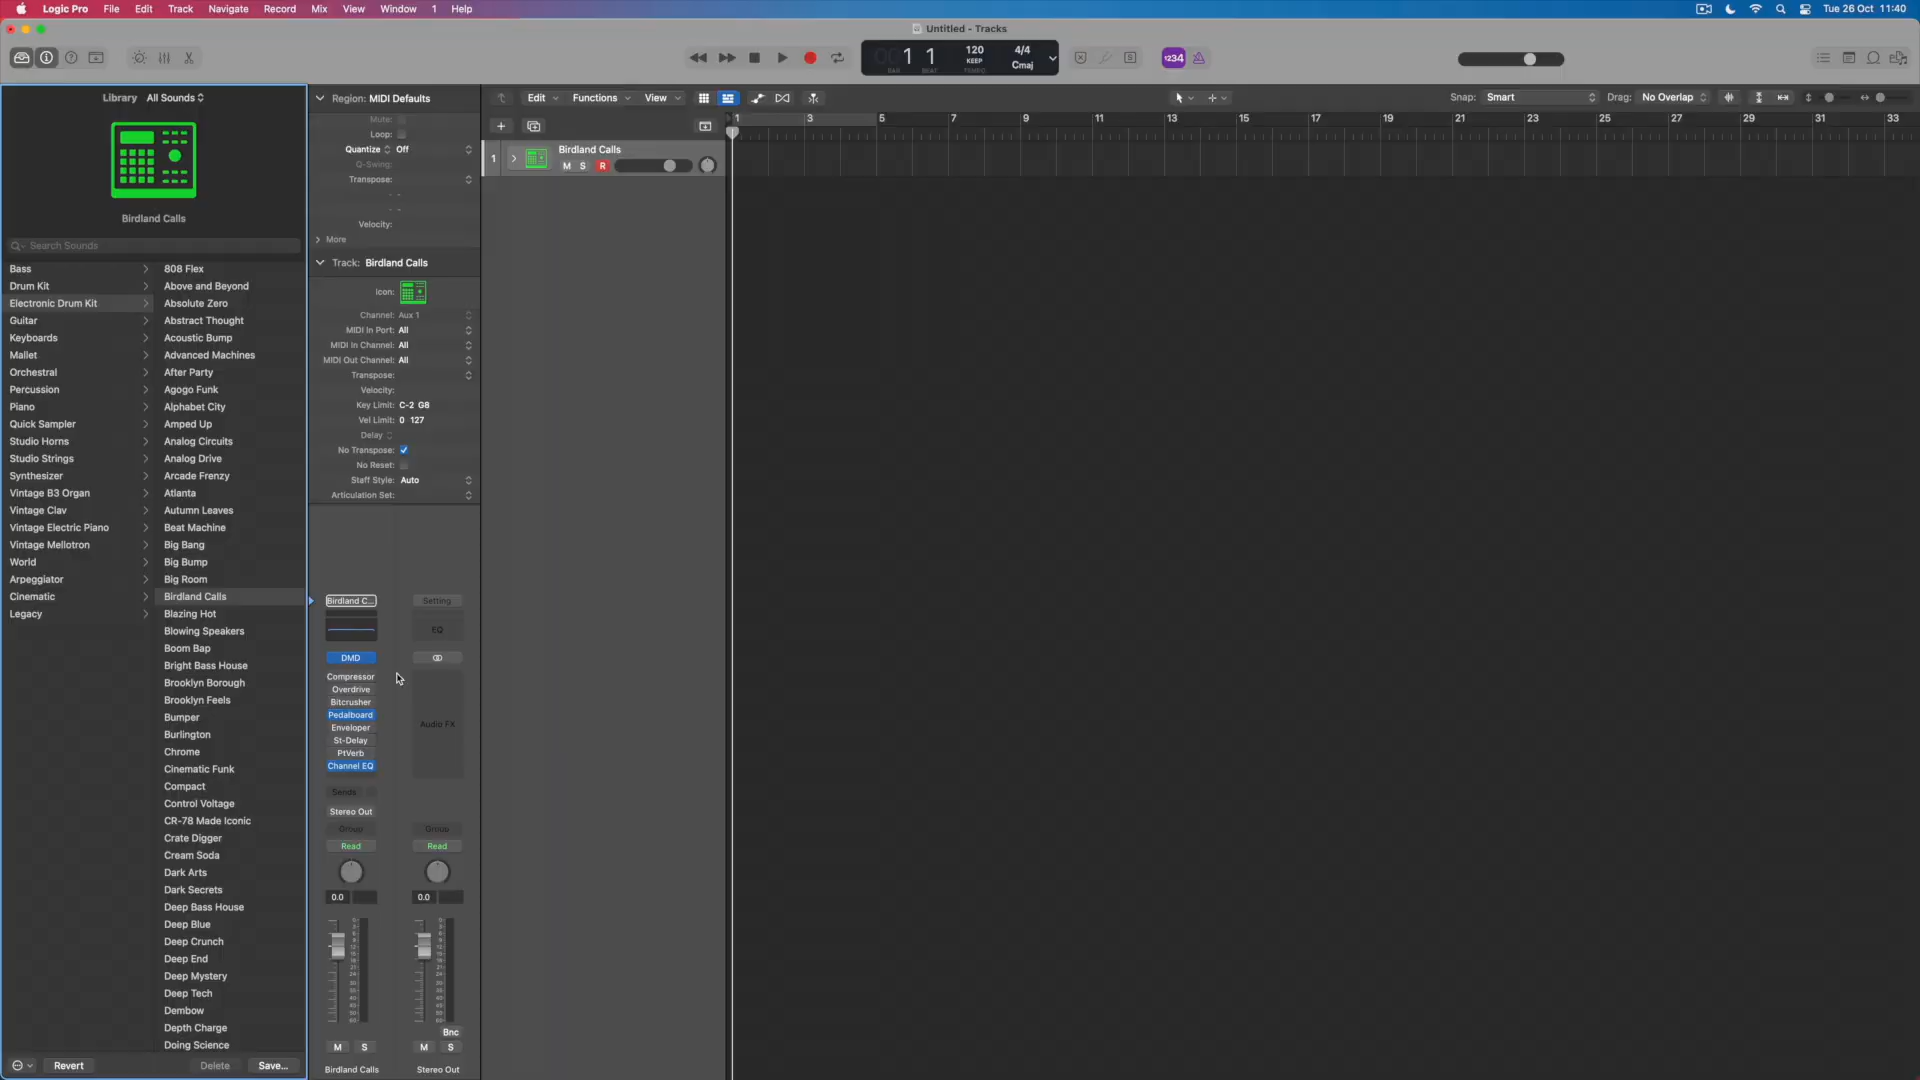 Logic Pro File Edit Track Navigate Record Mix View Window 1 Help
Tue 26 Oct 11:40
Untitled - Tracks
001 1
BAR BEAT
120
KEEP
TEMPO
4/4
Cmaj
1234
Library All Sounds
Birdland Calls
Search Sounds
Bass
Drum Kit
Electronic Drum Kit
Guitar
Keyboards
Mallet
Orchestral
Percussion
Piano
Quick Sampler
Studio Horns
Studio Strings
Synthesizer
Vintage B3 Organ
Vintage Clav
Vintage Electric Piano
Vintage Mellotron
World
Arpeggiator
Cinematic
Legacy
808 Flex
Above and Beyond
Absolute Zero
Abstract Thought
Acoustic Bump
Advanced Machines
After Party
Agogo Funk
Alphabet City
Amped Up
Analog Circuits
Analog Drive
Arcade Frenzy
Atlanta
Autumn Leaves
Beat Machine
Big Bang
Big Bump
Big Room
Birdland Calls
Blazing Hot
Blowing Speakers
Boom Bap
Bright Bass House
Brooklyn Borough
Brooklyn Feels
Bumper
Burlington
Chrome
Cinematic Funk
Compact
Control Voltage
CR-78 Made Iconic
Crate Digger
Cream Soda
Dark Arts
Dark Secrets
Deep Bass House
Deep Blue
Deep Crunch
Deep End
Deep Mystery
Deep Tech
Dembow
Depth Charge
Doing Science
Revert Delete Save...
Region: MIDI Defaults
Mute:
Loop:
Quantize Off
Q-Swing:
Transpose:
Velocity:
More
Track: Birdland Calls
Icon:
Channel: Aux 1
MIDI In Port: All
MIDI In Channel: All
MIDI Out Channel: All
Transpose:
Velocity:
Key Limit: C-2 G8
Vel Limit: 0 127
Delay
No Transpose:
No Reset:
Staff Style: Auto
Articulation Set:
Birdland C...
DMD
Compressor
Overdrive
Bitcrusher
Pedalboard
Enveloper
St-Delay
PtVerb
Channel EQ
Sends
Stereo Out
Group
Read
0.0
M S
Birdland Calls
Setting
EQ
Audio FX
Group
Read
0.0
Bnc
M S
Stereo Out
Edit Functions View
Snap: Smart
Drag: No Overlap
1 3 5 7 9 11 13 15 17 19 21 23 25 27 29 31 33
1
Birdland Calls
M S R